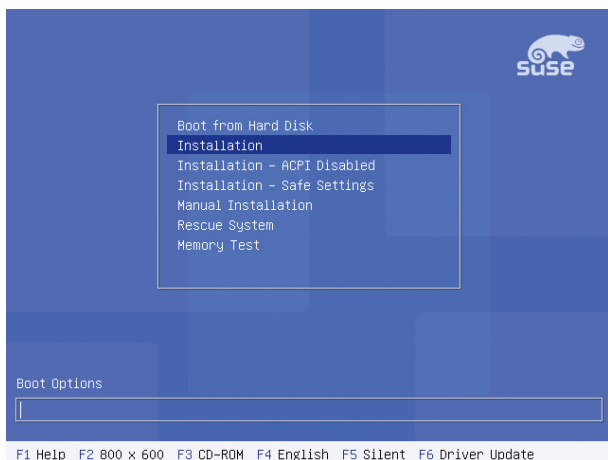 suse
Boot from Hard Disk
Installation
Installation - ACPI Disabled
Installation - Safe Settings
Manual Installation
Rescue System
Memory Test
Boot Options
F1 Help F2 800 x 600 F3 CD-ROM F4 English F5 Silent F6 Driver Update